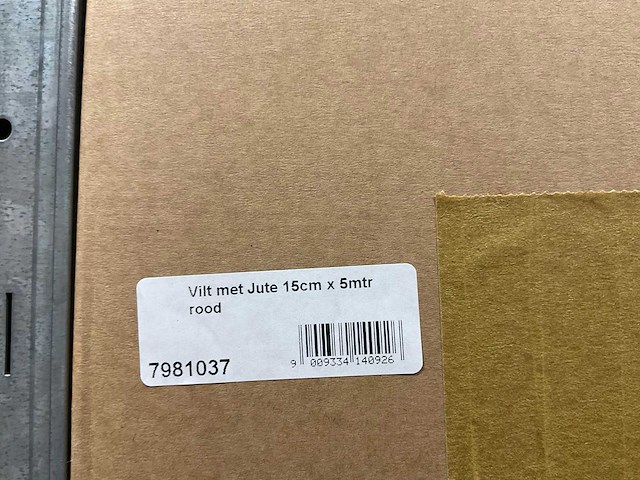 Vilt met Jute 15cm x 5mtr
rood
7981037
9 009334 140926